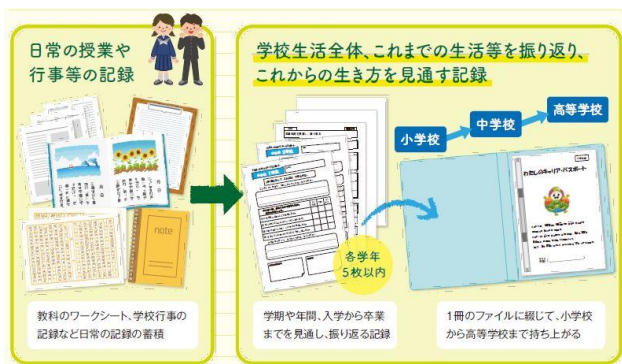 日常の授業や
行事等の記録
note
教科のワークシート、学校行事の
記録など日常の記録の蓄積
学校生活全体、これまでの生活等を振り返り、
これからの生き方を見通す記録
小学校
中学校
高等学校
各学年
5枚以内
わたしのキャリア・パスポート
学期や年間、入学から卒業
までを見通し、振り返る記録
1冊のファイルに綴じて、小学校
から高等学校まで持ち上がる